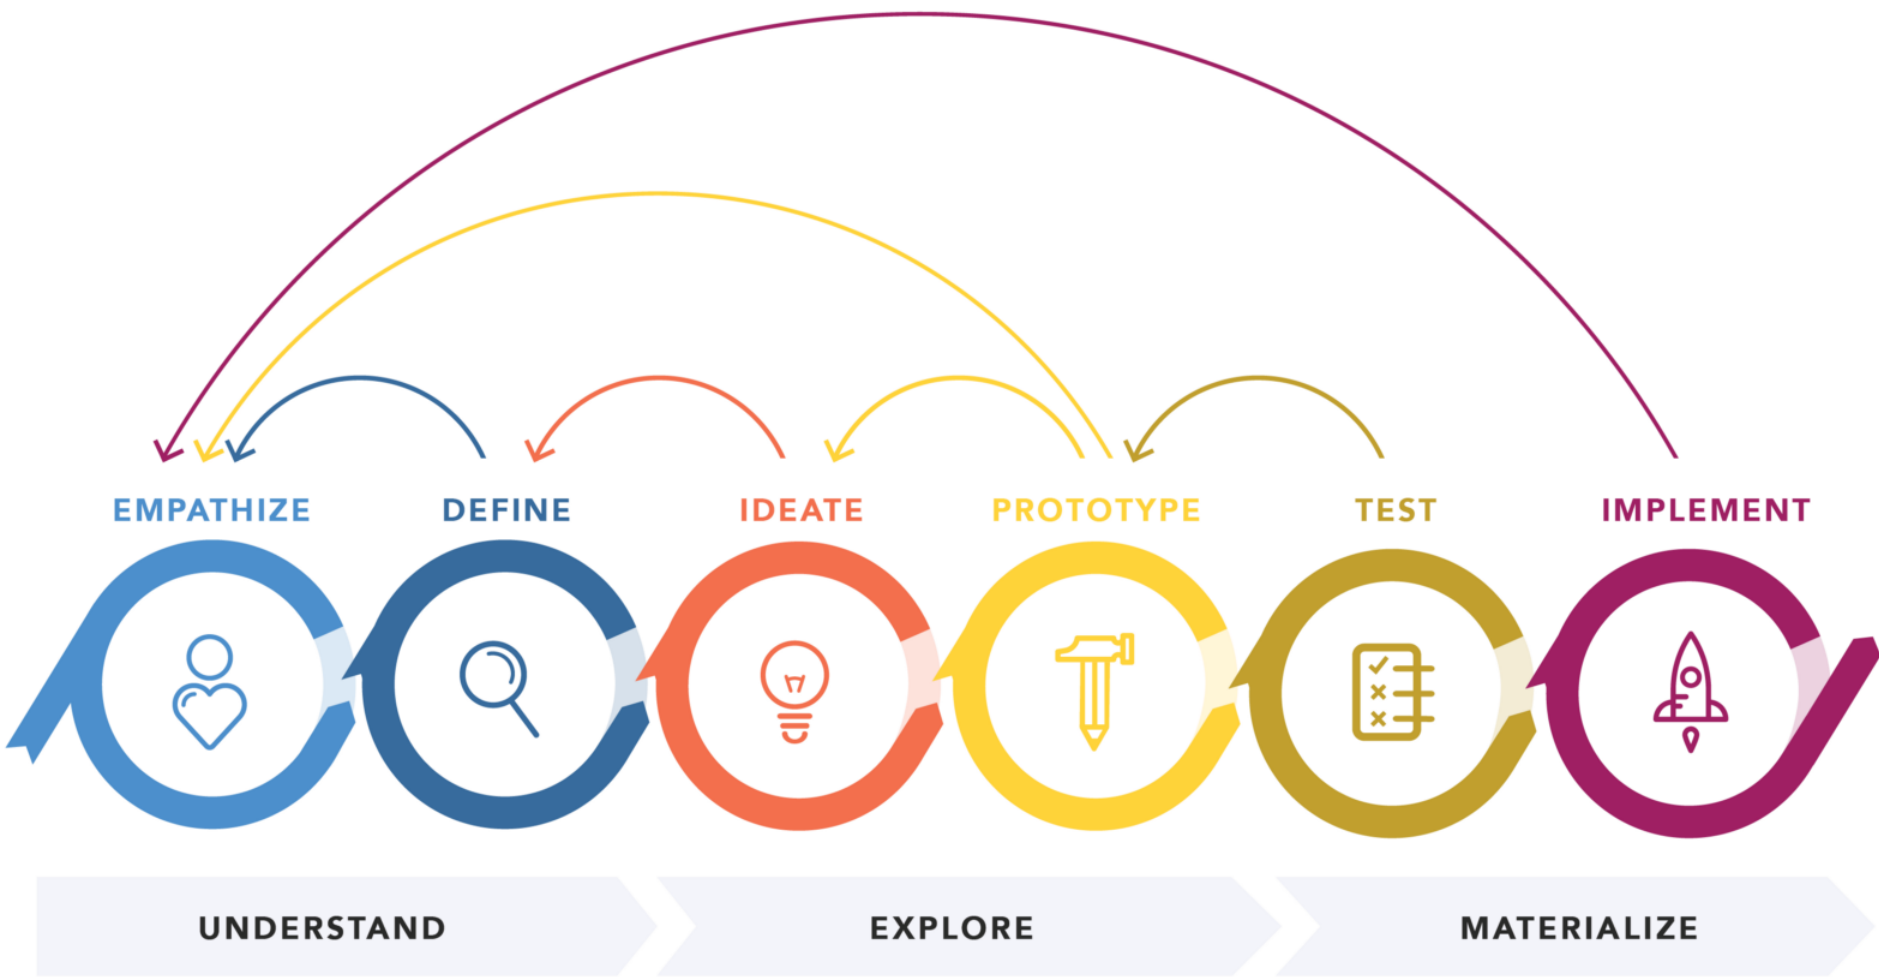 EMPATHIZE
DEFINE
IDEATE
PROTOTYPE
TEST
IMPLEMENT
UNDERSTAND
EXPLORE
MATERIALIZE